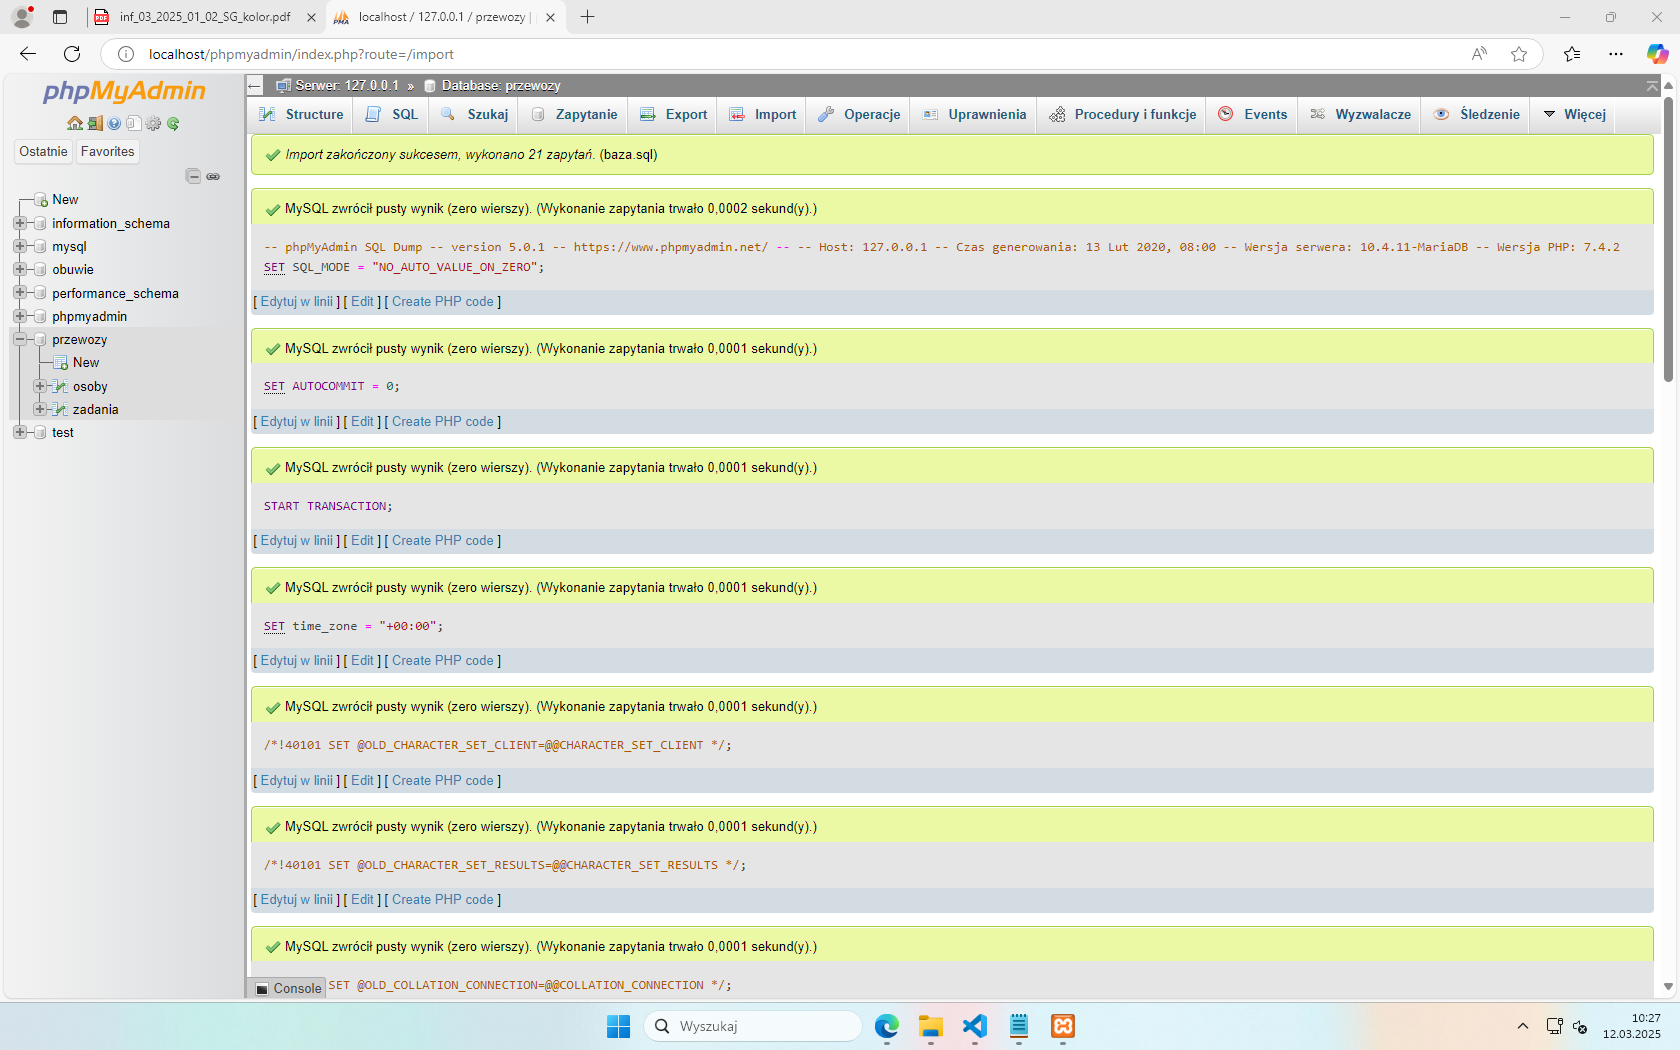 inf_03_2025_01_02_SG_kolor.pdf
localhost / 127.0.0.1 / przewozy |
localhost/phpmyadmin/index.php?route=/import
phpMyAdmin
Ostatnie
Favorites
New
information_schema
mysql
obuwie
performance_schema
phpmyadmin
przewozy
New
osoby
zadania
test
Serwer: 127.0.0.1 » Database: przewozy
Structure SQL Szukaj Zapytanie Export Import Operacje Uprawnienia Procedury i funkcje Events Wyzwalacze Śledzenie Więcej
Import zakończony sukcesem, wykonano 21 zapytań. (baza.sql)
MySQL zwrócił pusty wynik (zero wierszy). (Wykonanie zapytania trwało 0,0002 sekund(y).)
-- phpMyAdmin SQL Dump -- version 5.0.1 -- https://www.phpmyadmin.net/ -- -- Host: 127.0.0.1 -- Czas generowania: 13 Lut 2020, 08:00 -- Wersja serwera: 10.4.11-MariaDB -- Wersja PHP: 7.4.2
SET SQL_MODE = "NO_AUTO_VALUE_ON_ZERO";
[ Edytuj w linii ] [ Edit ] [ Create PHP code ]
MySQL zwrócił pusty wynik (zero wierszy). (Wykonanie zapytania trwało 0,0001 sekund(y).)
SET AUTOCOMMIT = 0;
[ Edytuj w linii ] [ Edit ] [ Create PHP code ]
MySQL zwrócił pusty wynik (zero wierszy). (Wykonanie zapytania trwało 0,0001 sekund(y).)
START TRANSACTION;
[ Edytuj w linii ] [ Edit ] [ Create PHP code ]
MySQL zwrócił pusty wynik (zero wierszy). (Wykonanie zapytania trwało 0,0001 sekund(y).)
SET time_zone = "+00:00";
[ Edytuj w linii ] [ Edit ] [ Create PHP code ]
MySQL zwrócił pusty wynik (zero wierszy). (Wykonanie zapytania trwało 0,0001 sekund(y).)
/*!40101 SET @OLD_CHARACTER_SET_CLIENT=@@CHARACTER_SET_CLIENT */;
[ Edytuj w linii ] [ Edit ] [ Create PHP code ]
MySQL zwrócił pusty wynik (zero wierszy). (Wykonanie zapytania trwało 0,0001 sekund(y).)
/*!40101 SET @OLD_CHARACTER_SET_RESULTS=@@CHARACTER_SET_RESULTS */;
[ Edytuj w linii ] [ Edit ] [ Create PHP code ]
MySQL zwrócił pusty wynik (zero wierszy). (Wykonanie zapytania trwało 0,0001 sekund(y).)
SET @OLD_COLLATION_CONNECTION=@@COLLATION_CONNECTION */;
Console
Wyszukaj
10:27
12.03.2025